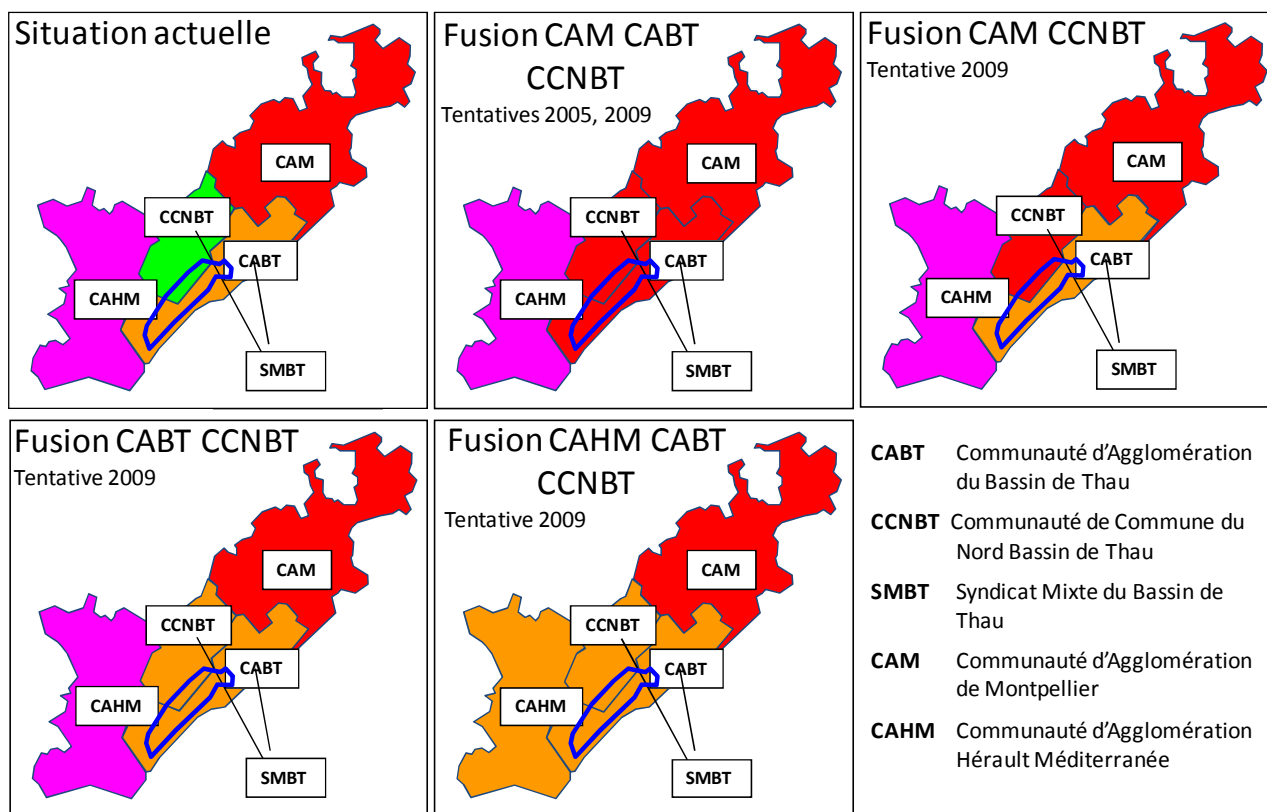 Situation actuelle
CAM
CCNBT
CABT
CAHM
SMBT
Fusion CAM CABT
CCNBT
Tentatives 2005, 2009
CAM
CCNBT
CABT
CAHM
SMBT
Fusion CAM CCNBT
Tentative 2009
CAM
CCNBT
CABT
CAHM
SMBT
Fusion CABT CCNBT
Tentative 2009
CAM
CCNBT
CABT
CAHM
SMBT
Fusion CAHM CABT
CCNBT
Tentative 2009
CAM
CCNBT
CABT
CAHM
SMBT
CABT Communauté d'Agglomération
du Bassin de Thau
CCNBT Communauté de Commune du
Nord Bassin de Thau
SMBT Syndicat Mixte du Bassin de
Thau
CAM Communauté d'Agglomération
de Montpellier
CAHM Communauté d'Agglomération
Hérault Méditerranée